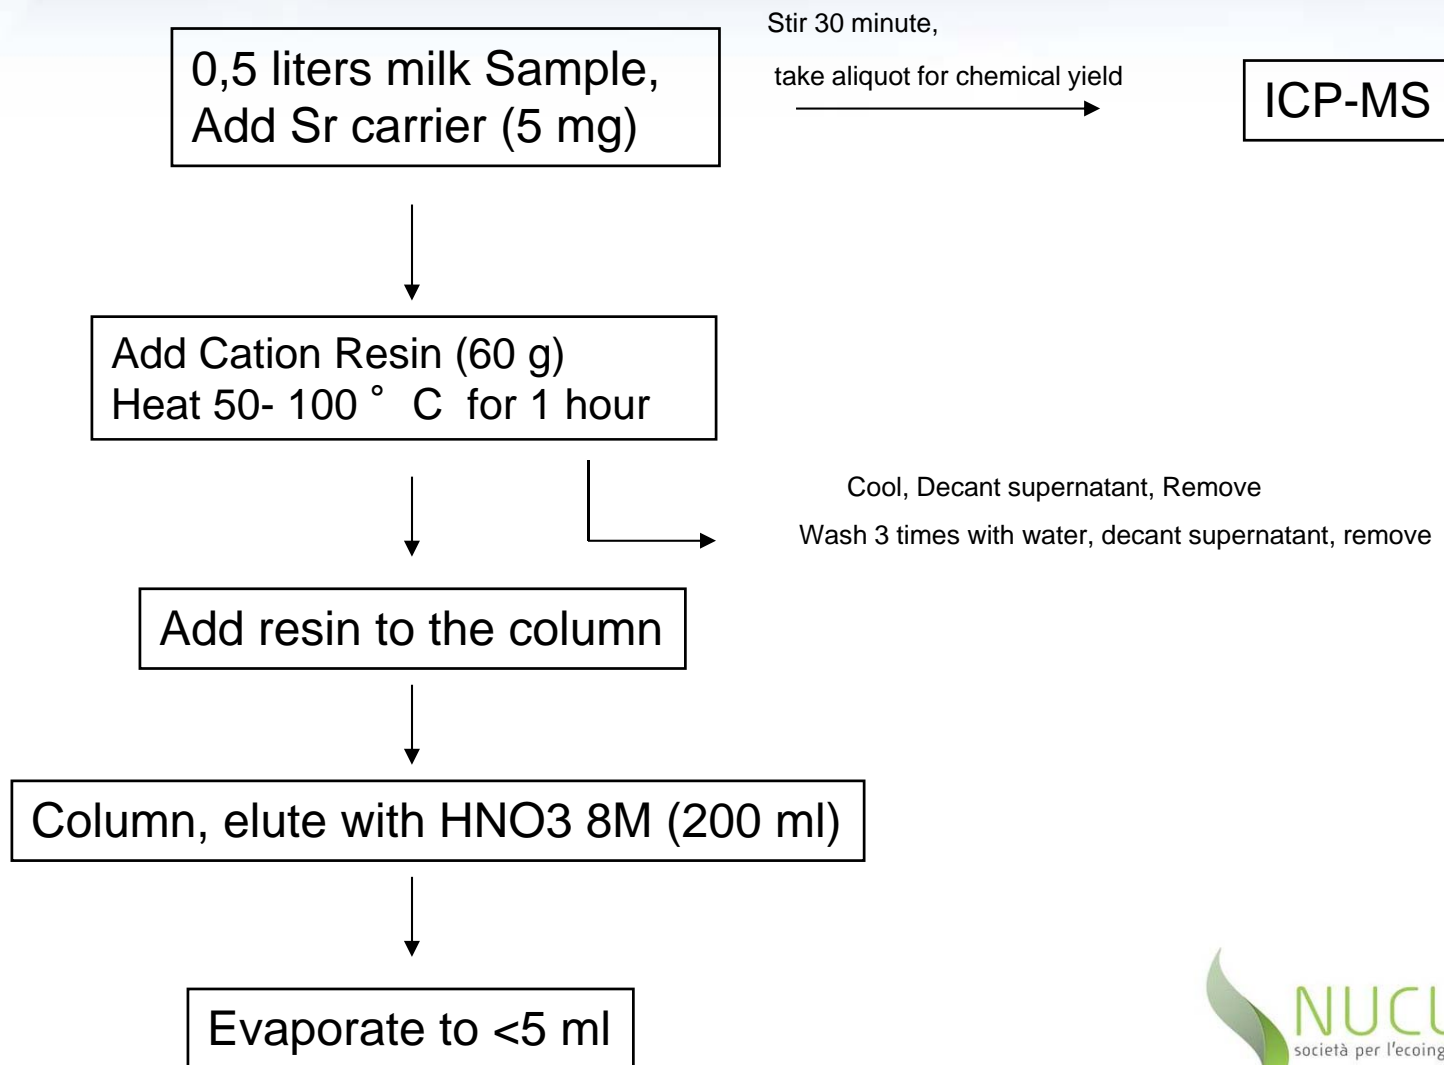 Stir 30 minute,
0,5 liters milk Sample,
Add Sr carrier (5 mg)
take aliquot for chemical yield
ICP-MS
Add Cation Resin (60 g)
Heat 50- 100 ° C for 1 hour
Cool, Decant supernatant, Remove
Wash 3 times with water, decant supernatant, remove
Add resin to the column
Column, elute with HNO3 8M (200 ml)
Evaporate to <5 ml
società per l'ecoing